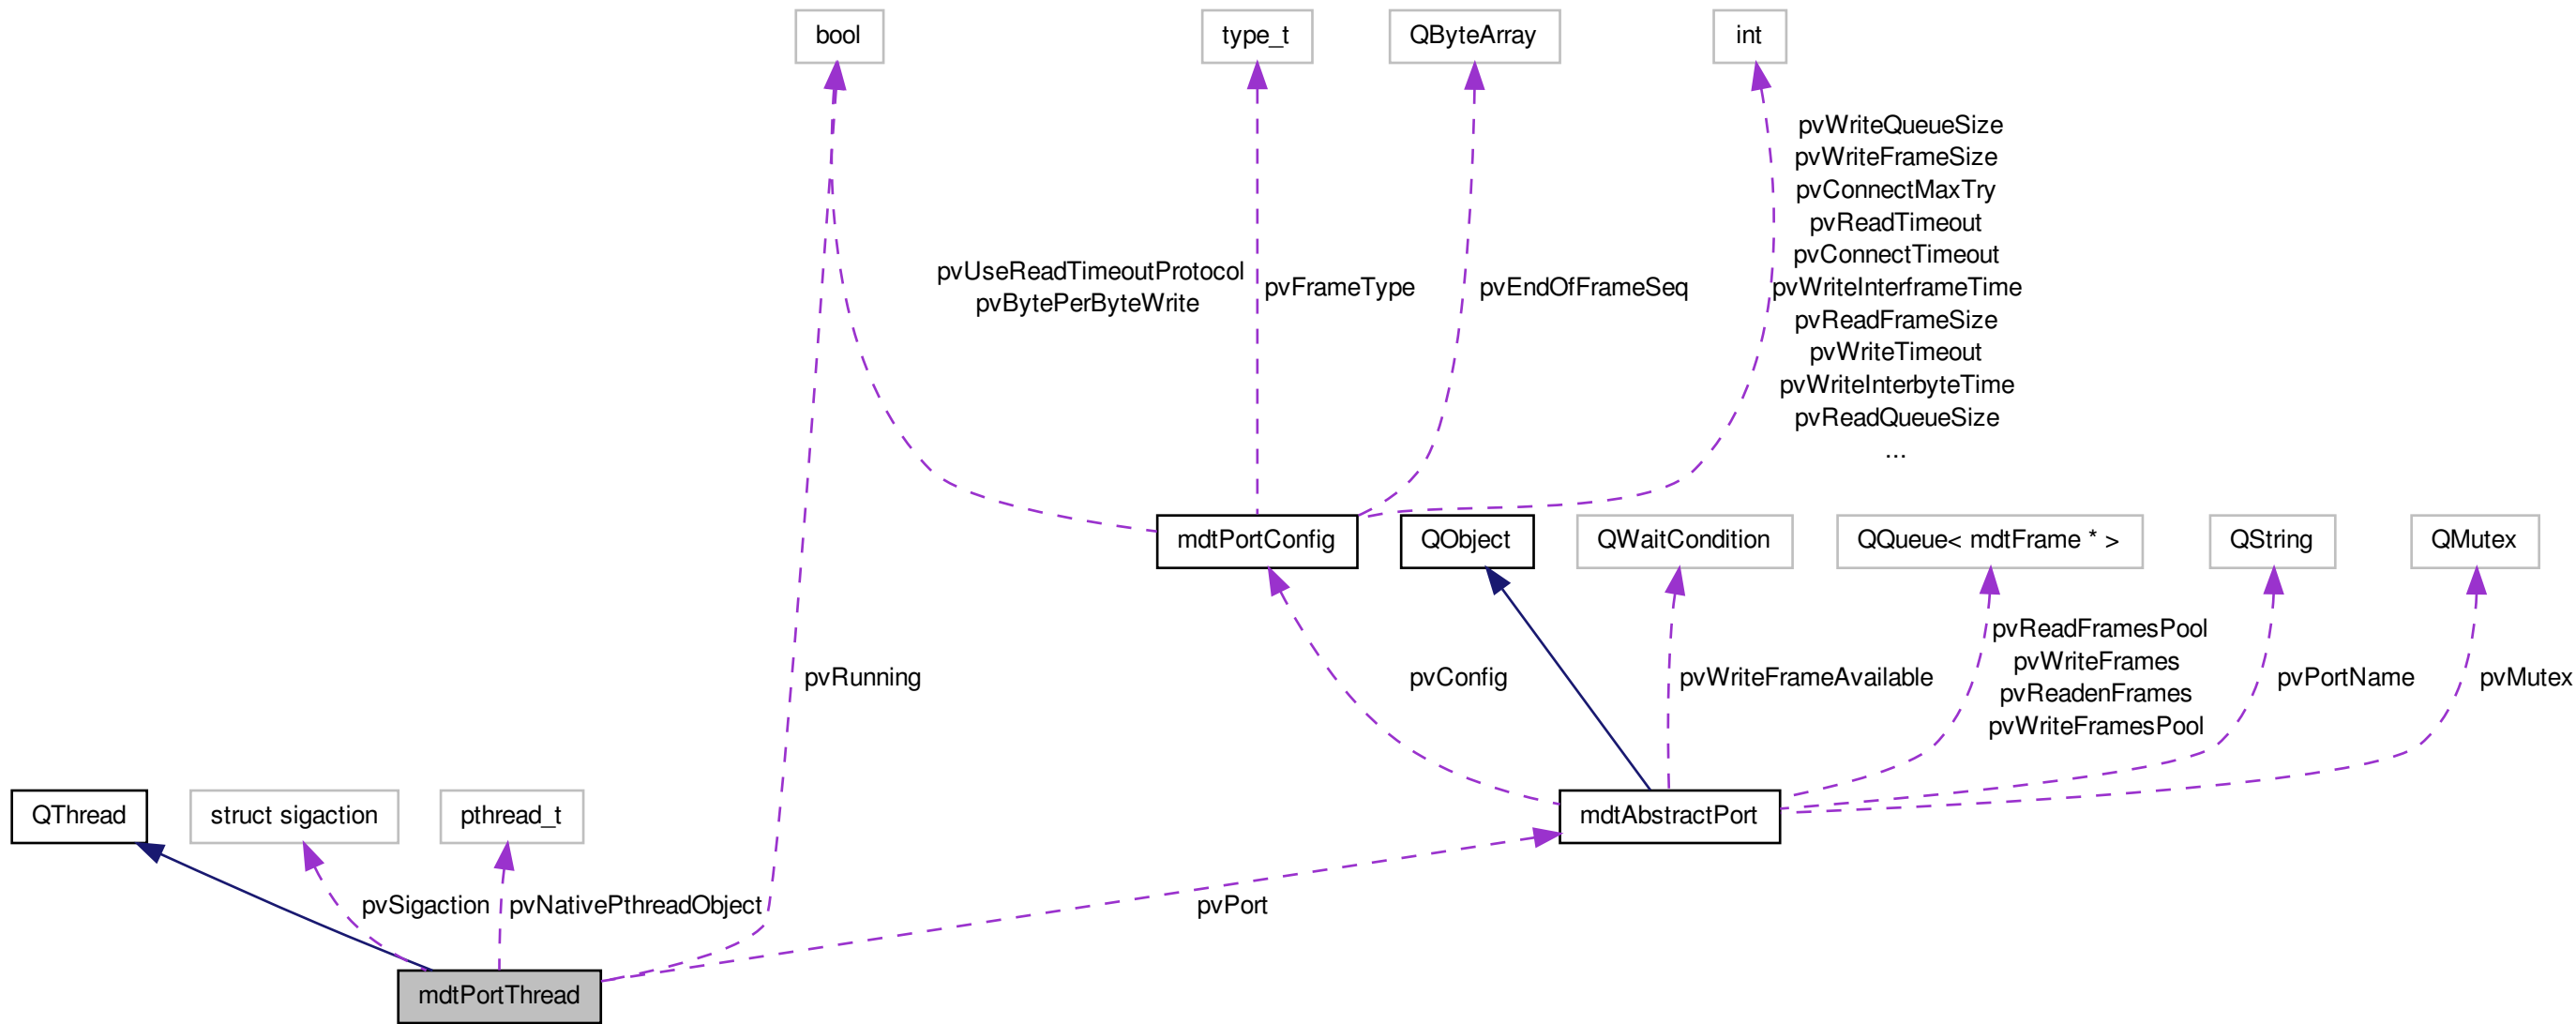 bool
type_t
QByteArray
int
pvWriteQueueSize
pvWriteFrameSize
pvConnectMaxTry
pvReadTimeout
pvConnectTimeout
pvWriteInterframeTime
pvReadFrameSize
pvWriteTimeout
pvWriteInterbyteTime
pvReadQueueSize
...
pvUseReadTimeoutProtocol
pvBytePerByteWrite
pvFrameType
pvEndOfFrameSeq
mdtPortConfig
QObject
QWaitCondition
QQueue< mdtFrame * >
QString
QMutex
pvRunning
pvConfig
pvWriteFrameAvailable
pvReadFramesPool
pvWriteFrames
pvReadenFrames
pvWriteFramesPool
pvPortName
pvMutex
QThread
struct sigaction
pthread_t
mdtAbstractPort
pvSigaction
pvNativePthreadObject
pvPort
mdtPortThread